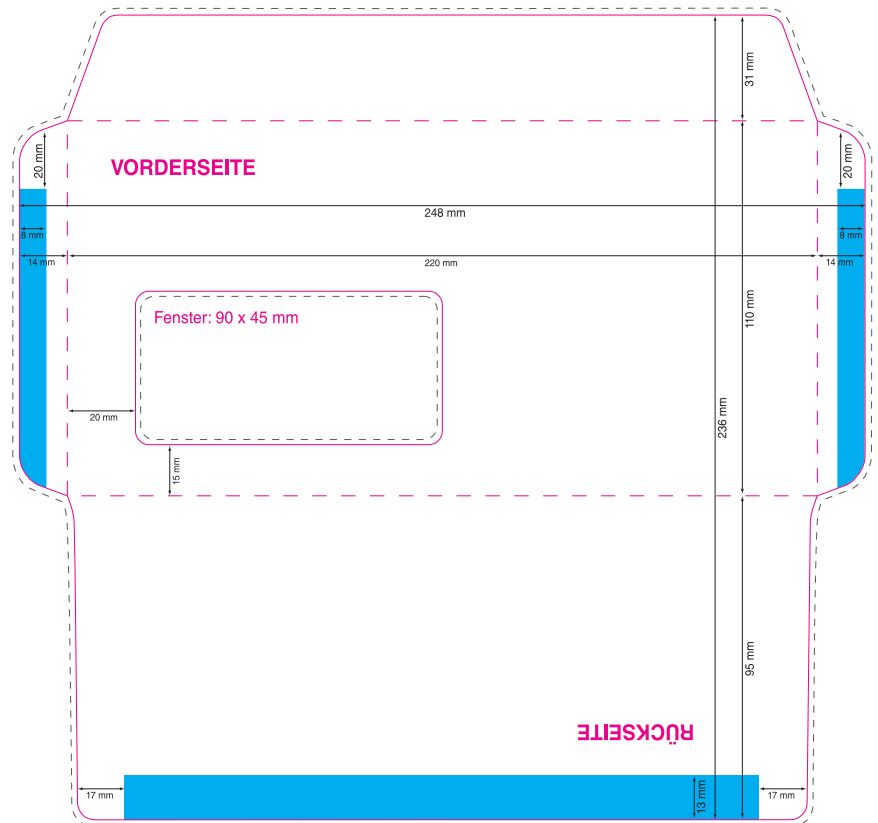 31 mm
20 mm
20 mm
VORDERSEITE
248 mm
8 mm
8 mm
14 mm
220 mm
14 mm
110 mm
Fenster: 90 x 45 mm
20 mm
236 mm
15 mm
95 mm
RÜCKSEITE
17 mm
13 mm
17 mm